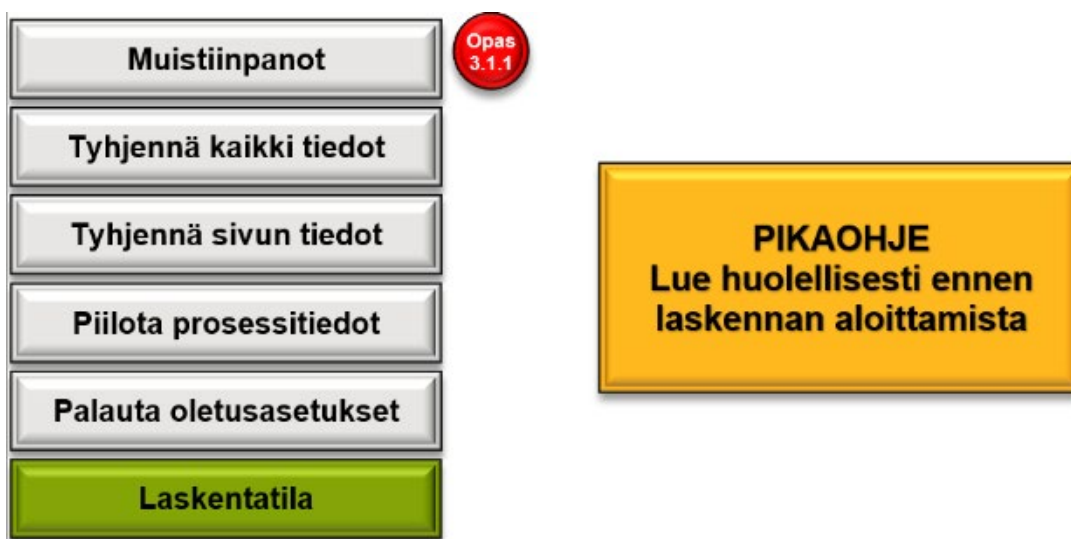 Muistiinpanot
Opas
3.1.1
Tyhjennä kaikki tiedot
Tyhjennä sivun tiedot
Piilota prosessitiedot
Palauta oletusasetukset
Laskentatila
PIKAOHJE
Lue huolellisesti ennen
laskennan aloittamista